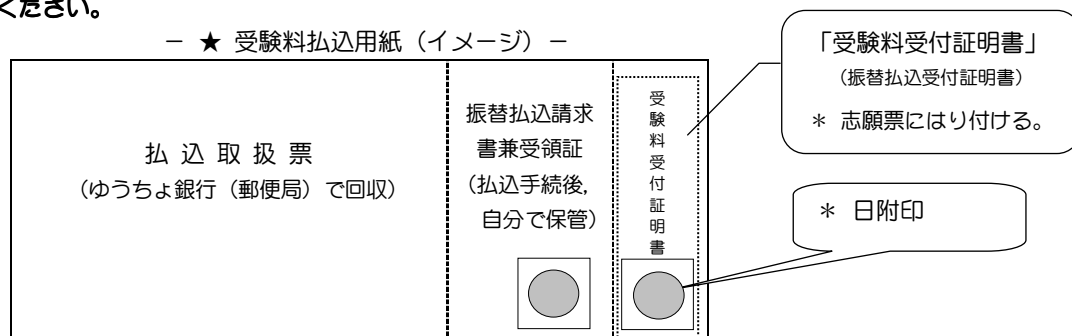 ください。
－ ★ 受験料払込用紙（イメージ）－
払 込 取 扱 票
（ゆうちょ銀行（郵便局）で回収）
振替払込請求
書兼受領証
（払込手続後,
自分で保管）
受験料受付証明書
「受験料受付証明書」
（振替払込受付証明書）
＊ 志願票にはり付ける。
＊ 日附印